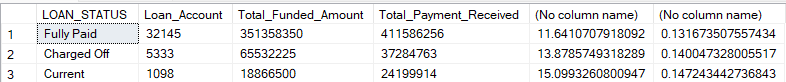 LOAN_STATUS Loan_Account Total_Funded_Amount Total_Payment_Received (No column name) (No column name)
1 Fully Paid 32145 351358350 411586256 11.6410707918092 0.131673507557434
2 Charged Off 5333 65532225 37284763 13.8785749318289 0.140047328005517
3 Current 1098 18866500 24199914 15.0993260800947 0.147243442736843